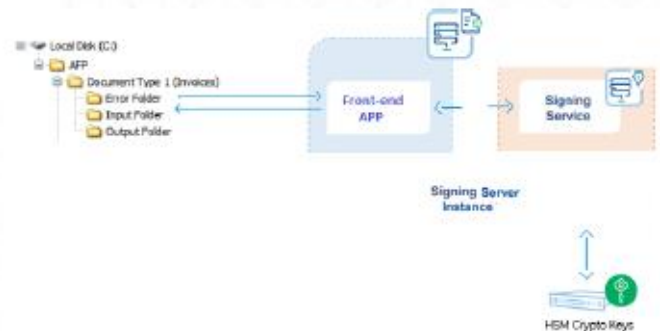 Local Disk (C:)
AFP
Document Type 1 (Invoices)
Error Folder
Input Folder
Output Folder
Front-end
APP
Signing
Service
Signing Server
Instance
HSM Crypto Keys